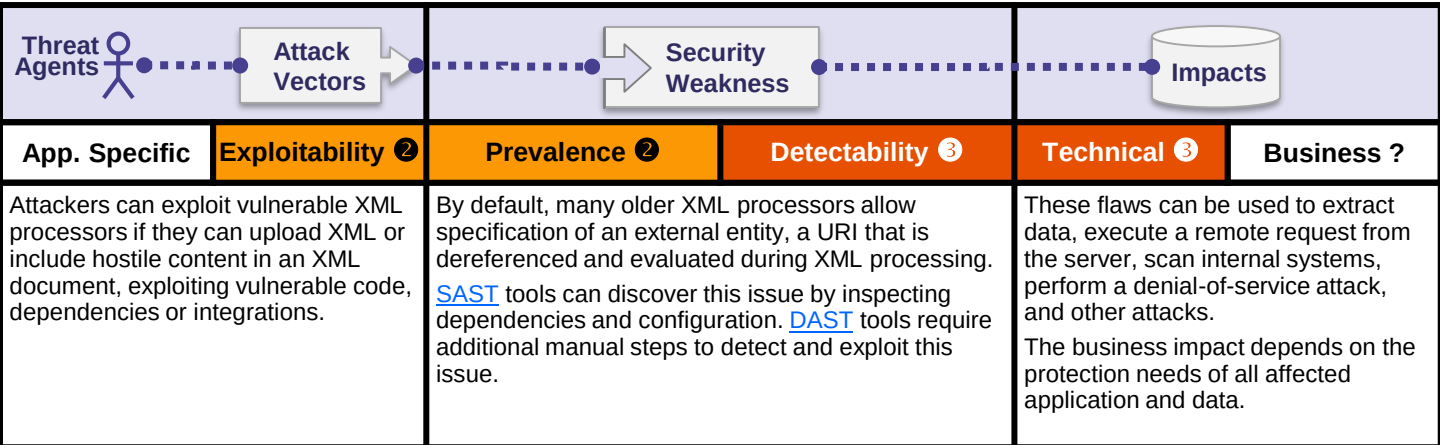 Threat
Agents
Attack
Vectors
Security
Weakness
Impacts
App. Specific
Exploitability ❷
Prevalence ❷
Detectability ❸
Technical ❸
Business ?
Attackers can exploit vulnerable XML
processors if they can upload XML or
include hostile content in an XML
document, exploiting vulnerable code,
dependencies or integrations.
By default, many older XML processors allow
specification of an external entity, a URI that is
dereferenced and evaluated during XML processing.
SAST tools can discover this issue by inspecting
dependencies and configuration. DAST tools require
additional manual steps to detect and exploit this
issue.
These flaws can be used to extract
data, execute a remote request from
the server, scan internal systems,
perform a denial-of-service attack,
and other attacks.
The business impact depends on the
protection needs of all affected
application and data.